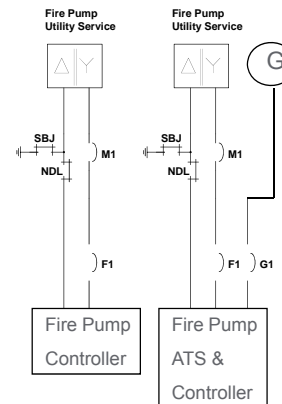 Fire Pump
Utility Service
SBJ
M1
NDL
F1
Fire Pump
Controller
Fire Pump
Utility Service
G
SBJ
M1
NDL
F1
G1
Fire Pump
ATS &
Controller